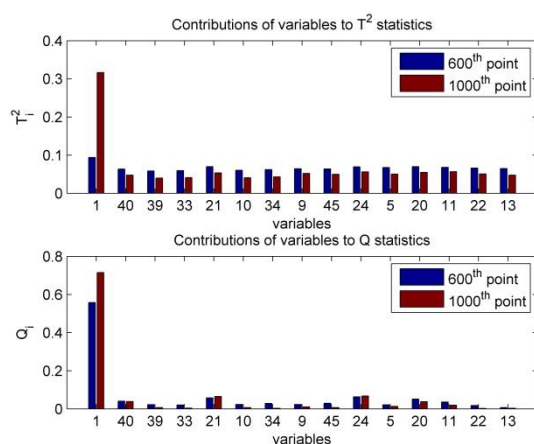 Contributions of variables to T² statistics
0.4
0.3
0.2
0.1
0
T²ᵢ
600th point
1000th point
1 40 39 33 21 10 34 9 45 24 5 20 11 22 13
variables
Contributions of variables to Q statistics
0.8
0.6
0.4
0.2
0
Qᵢ
600th point
1000th point
1 40 39 33 21 10 34 9 45 24 5 20 11 22 13
variables